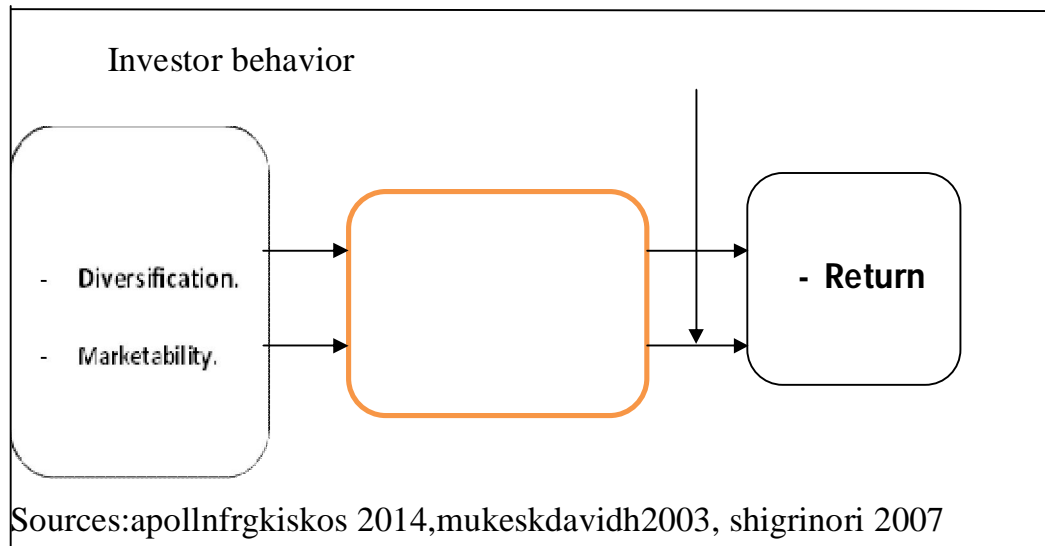 Investor behavior
- Diversification.
- Marketability.
- Return
Sources:apollnfrgkiskos 2014,mukeskdavidh2003, shigrinori 2007